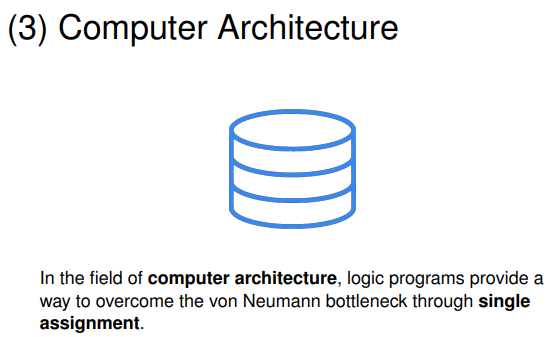 (3) Computer Architecture
In the field of computer architecture, logic programs provide a
way to overcome the von Neumann bottleneck through single
assignment.